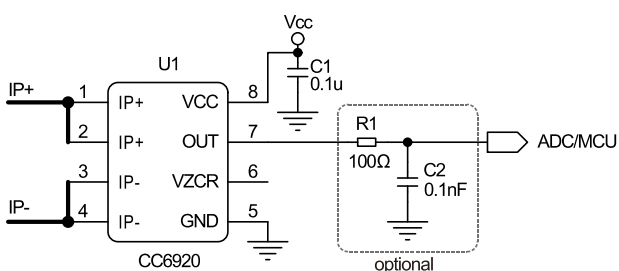 Vcc
U1
C1
0.1u
IP+
1
IP+
VCC
8
2
IP+
OUT
7
R1
100Ω
ADC/MCU
3
IP-
VZCR
6
C2
0.1nF
IP-
4
IP-
GND
5
CC6920
optional